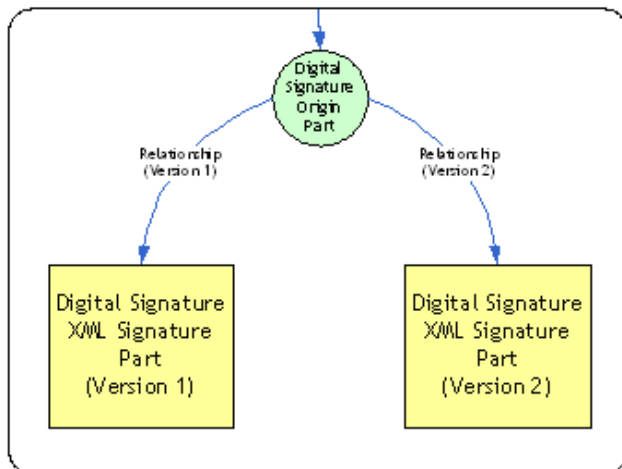 Digital
Signature
Origin
Part
Relationship
(Version 1)
Relationship
(Version 2)
Digital Signature
XML Signature
Part
(Version 1)
Digital Signature
XML Signature
Part
(Version 2)